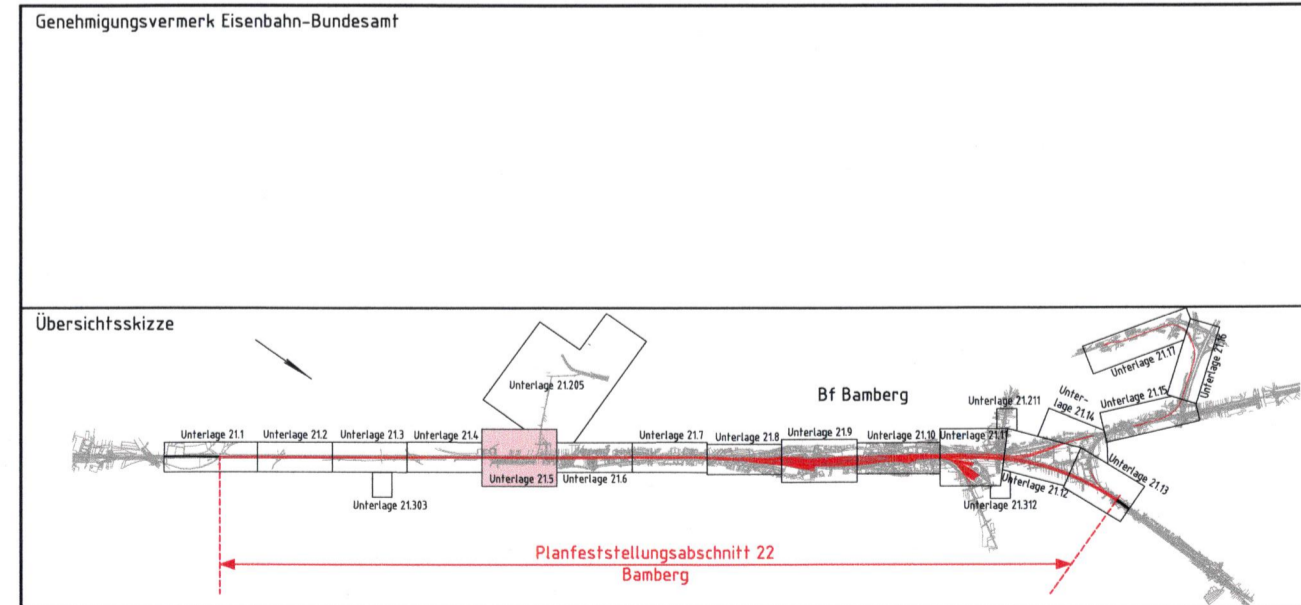 Genehmigungsvermerk Eisenbahn-Bundesamt
Übersichtsskizze
Unterlage 21.205
Bf Bamberg
Unterlage 21.17
Unterlage 21.16
Unterlage 21.15
Unter-
lage 21.14
Unterlage 21.211
Unterlage 21.1
Unterlage 21.2
Unterlage 21.3
Unterlage 21.4
Unterlage 21.5
Unterlage 21.6
Unterlage 21.7
Unterlage 21.8
Unterlage 21.9
Unterlage 21.10
Unterlage 21.11
Unterlage 21.12
Unterlage 21.13
Unterlage 21.303
Unterlage 21.312
Planfeststellungsabschnitt 22
Bamberg